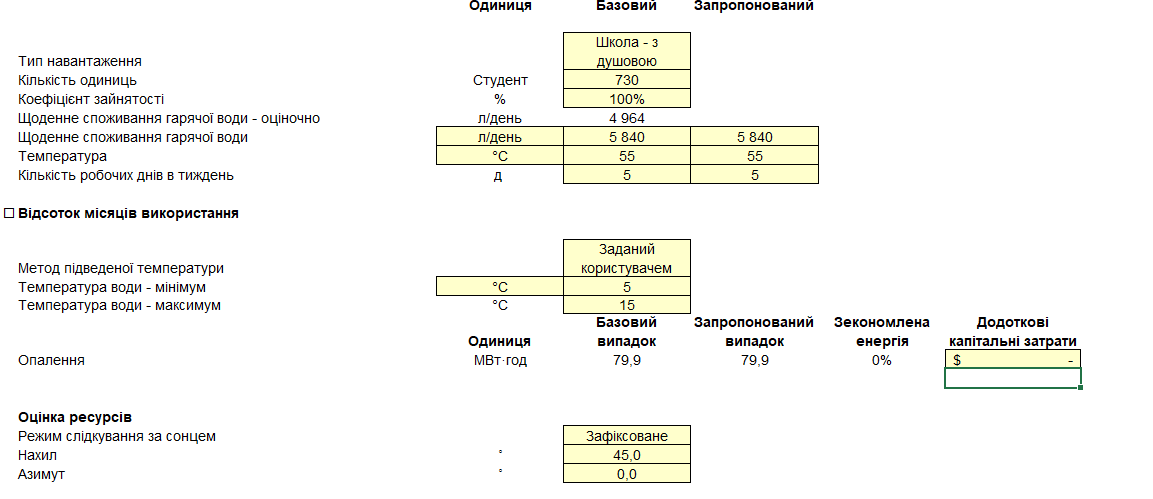 Одиниця Базовий Запропонований
Школа - з
Тип навантаження душовою
Кількість одиниць Студент 730
Коефіцієнт зайнятості % 100%
Щоденне споживання гарячої води - оціночно л/день 4 964
Щоденне споживання гарячої води л/день 5 840 5 840
Температура °C 55 55
Кількість робочих днів в тиждень д 5 5
Відсоток місяців використання
Заданий
Метод підведеної температури користувачем
Температура води - мінімум °C 5
Температура води - максимум °C 15
Базовий Запропонований Зекономлена Додоткові
Одиниця випадок випадок енергія капітальні затрати
Опалення МВт·год 79,9 79,9 0% $ -
Оцінка ресурсів
Режим слідкування за сонцем Зафіксоване
Нахил ° 45,0
Азимут ° 0,0